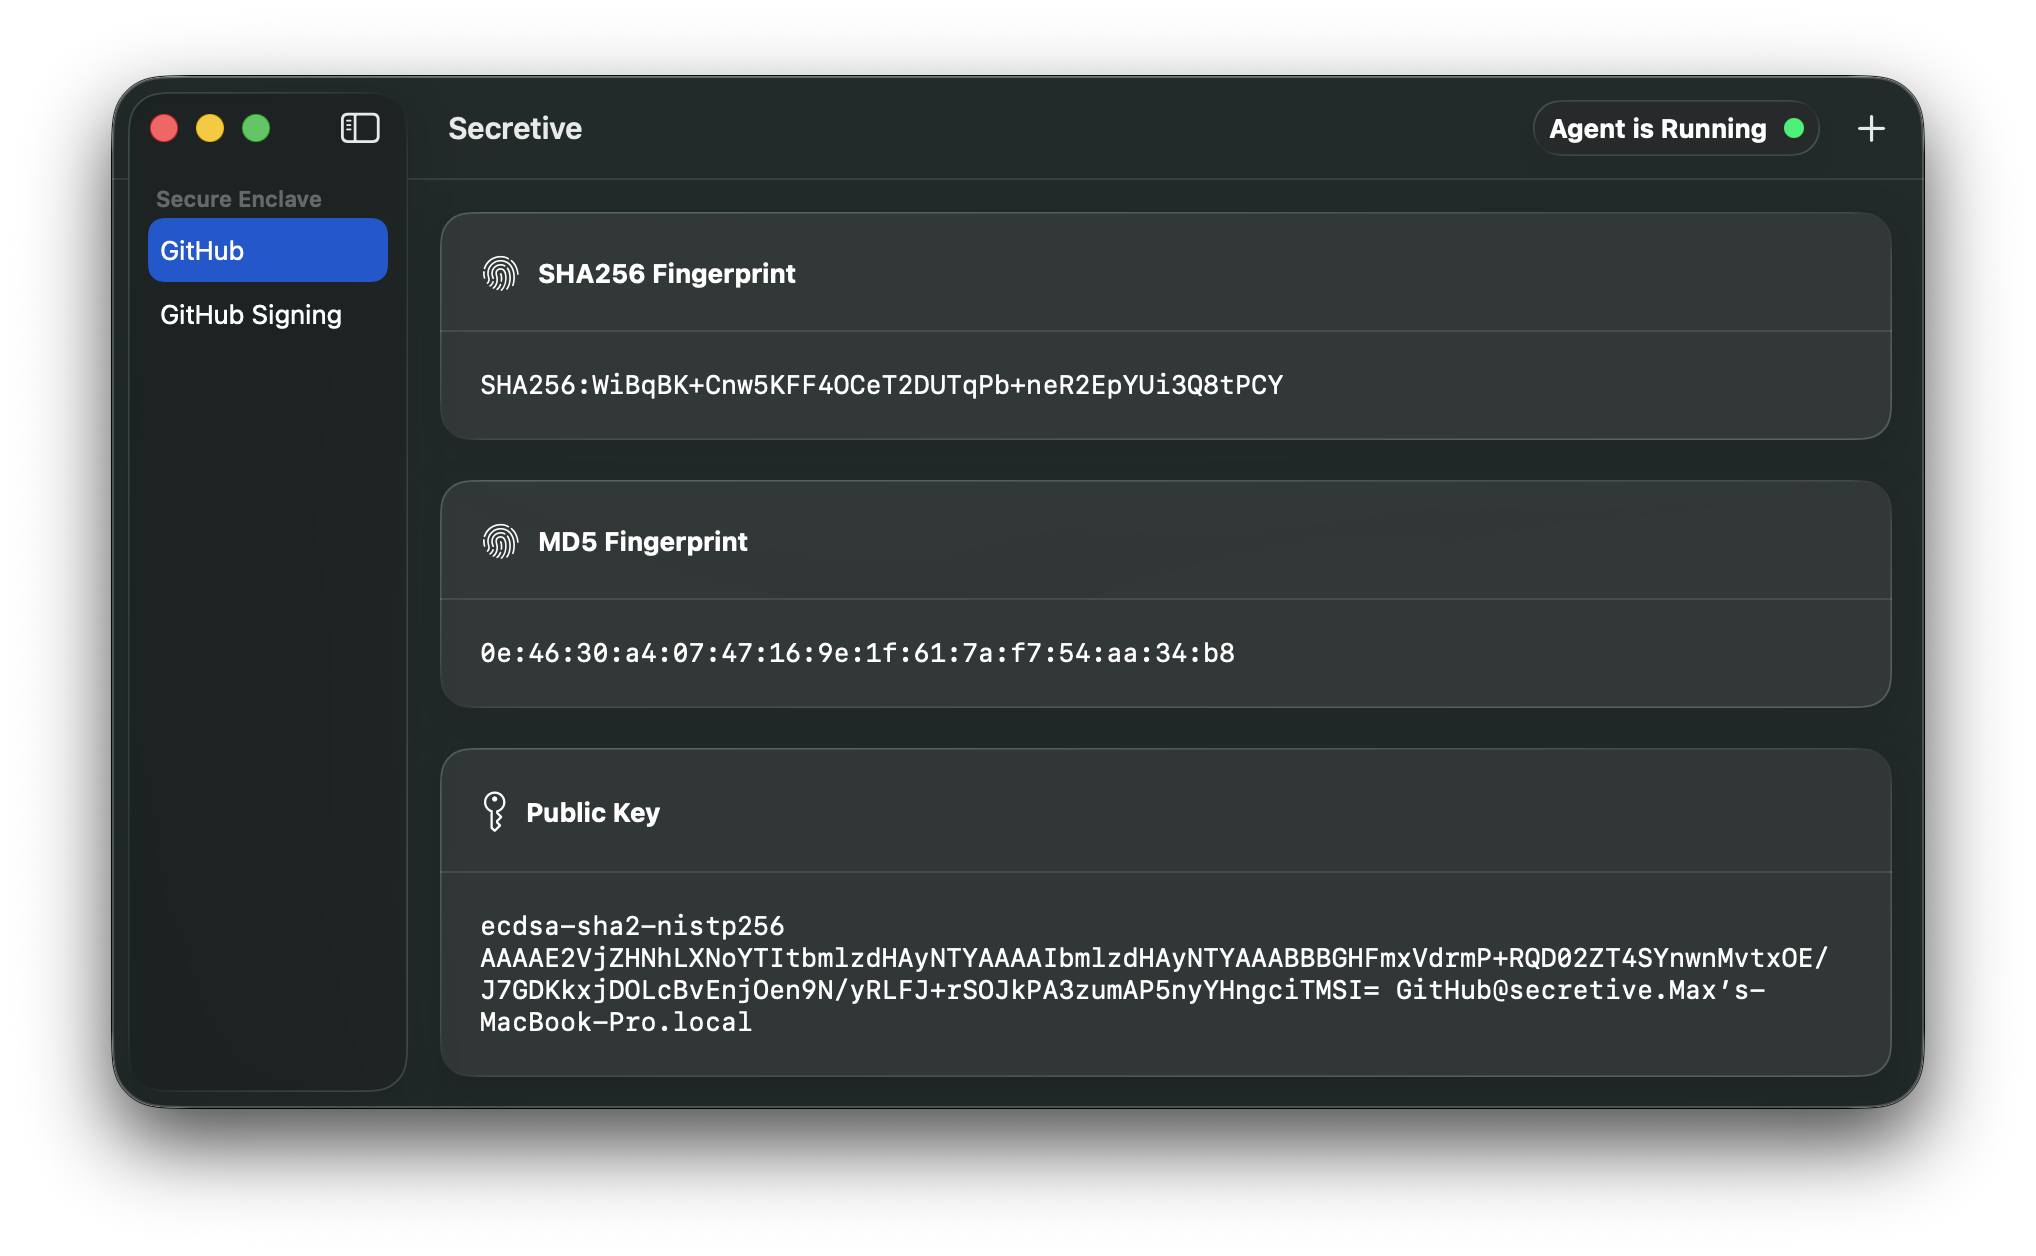 Secretive
Agent is Running
Secure Enclave
GitHub
GitHub Signing
SHA256 Fingerprint
SHA256:WiBqBK+Cnw5KFF4OCeT2DUTqPb+neR2EpYUi3Q8tPCY
MD5 Fingerprint
0e:46:30:a4:07:47:16:9e:1f:61:7a:f7:54:aa:34:b8
Public Key
ecdsa-sha2-nistp256
AAAAE2VjZHNhLXNoYTItbmlzdHAyNTYAAAAIbmlzdHAyNTYAAABBBGHFmxVdrmP+RQD02ZT4SYnwnMvtxOE/
J7GDKkxjDOLcBvEnjOen9N/yRLFJ+rSOJkPA3zumAP5nyYHngciTMSI= GitHub@secretive.Max’s-
MacBook-Pro.local